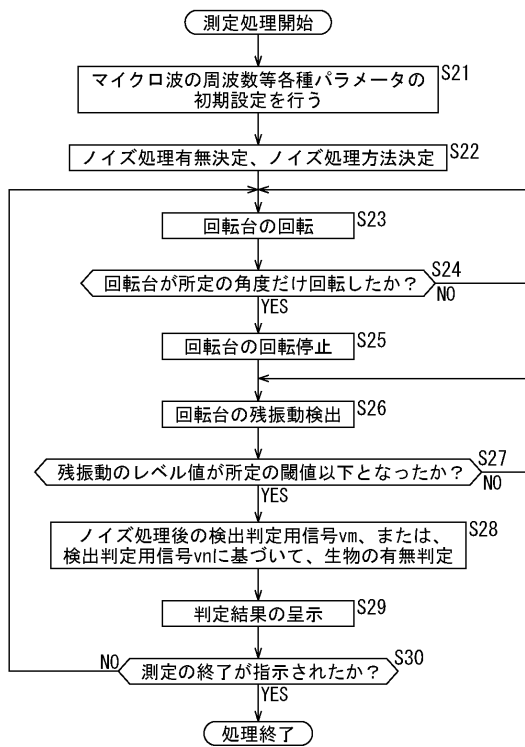 測定処理開始
S21
マイクロ波の周波数等各種パラメータの
初期設定を行う
S22
ノイズ処理有無決定、ノイズ処理方法決定
S23
回転台の回転
S24
回転台が所定の角度だけ回転したか？
NO
YES
S25
回転台の回転停止
S26
回転台の残振動検出
S27
残振動のレベル値が所定の閾値以下となったか？
NO
YES
S28
ノイズ処理後の検出判定用信号vm、または、
検出判定用信号vnに基づいて、生物の有無判定
S29
判定結果の呈示
S30
NO
測定の終了が指示されたか？
YES
処理終了